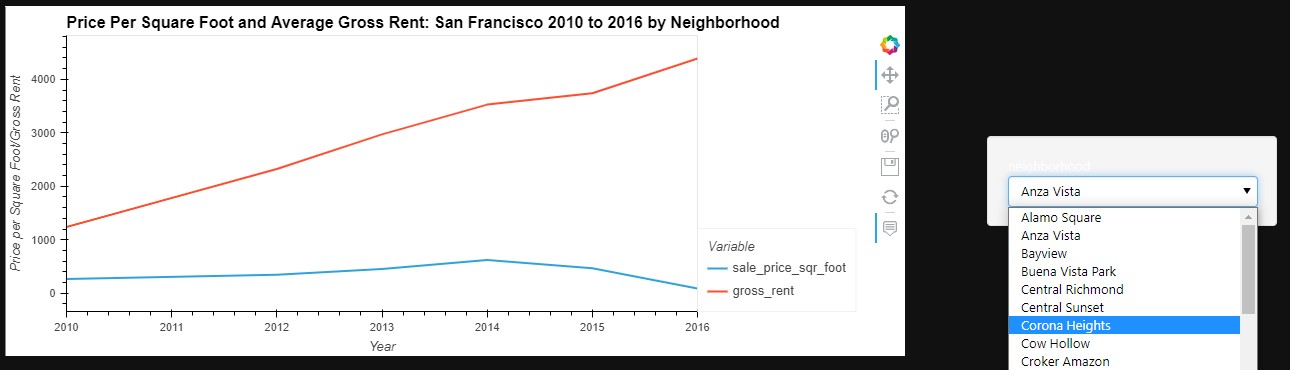 Price Per Square Foot and Average Gross Rent: San Francisco 2010 to 2016 by Neighborhood
Price per Square Foot/Gross Rent
4000
3000
2000
1000
0
2010 2011 2012 2013 2014 2015 2016
Year
Variable
sale_price_sqr_foot
gross_rent
neighborhood
Anza Vista
Alamo Square
Anza Vista
Bayview
Buena Vista Park
Central Richmond
Central Sunset
Corona Heights
Cow Hollow
Croker Amazon